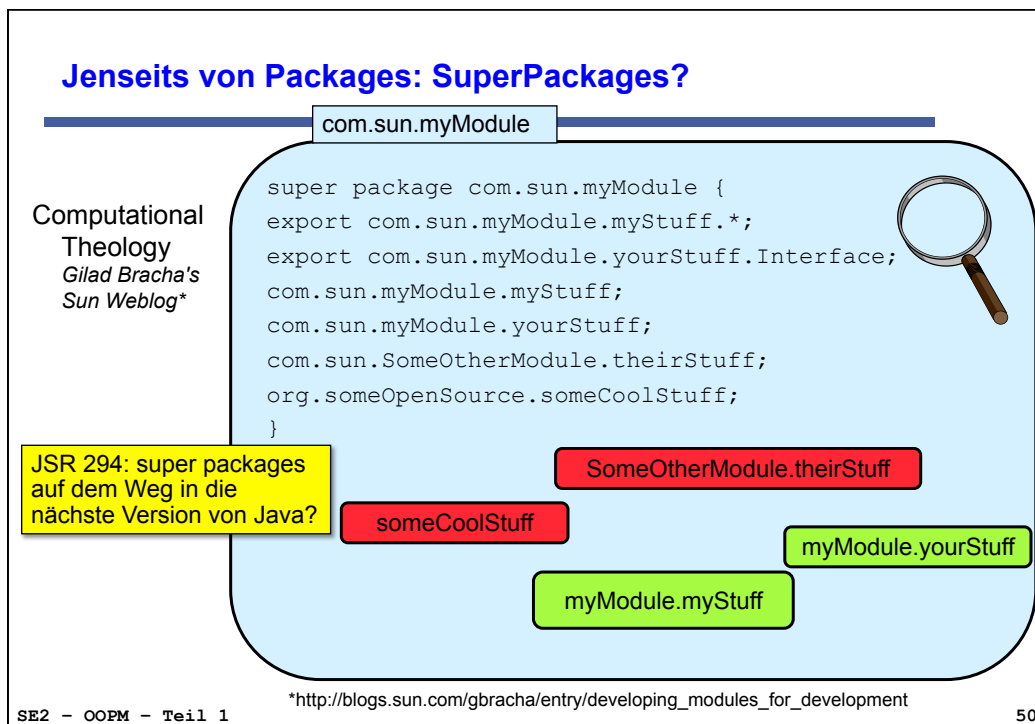 Jenseits von Packages: SuperPackages?
com.sun.myModule
Computational
Theology
Gilad Bracha's
Sun Weblog*
super package com.sun.myModule {
export com.sun.myModule.myStuff.*;
export com.sun.myModule.yourStuff.Interface;
com.sun.myModule.myStuff;
com.sun.myModule.yourStuff;
com.sun.SomeOtherModule.theirStuff;
org.someOpenSource.someCoolStuff;
}
JSR 294: super packages
auf dem Weg in die
nächste Version von Java?
SomeOtherModule.theirStuff
someCoolStuff
myModule.yourStuff
myModule.myStuff
*http://blogs.sun.com/gbracha/entry/developing_modules_for_development
SE2 – OOPM – Teil 1
50